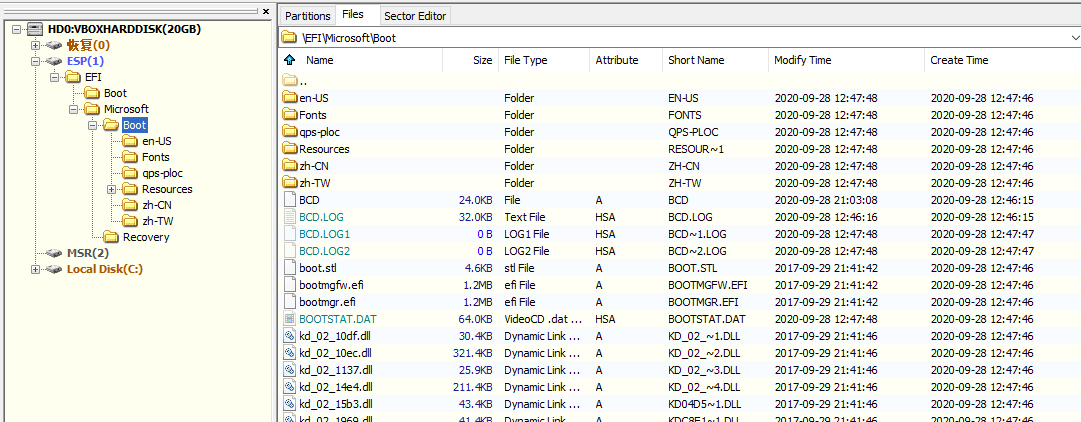 HD0:VBOXHARDDISK(20GB)
恢复(0)
ESP(1)
EFI
Boot
Microsoft
Boot
en-US
Fonts
qps-ploc
Resources
zh-CN
zh-TW
Recovery
MSR(2)
Local Disk(C:)
Partitions Files Sector Editor
\EFI\Microsoft\Boot
Name Size File Type Attribute Short Name Modify Time Create Time
..
en-US Folder EN-US 2020-09-28 12:47:48 2020-09-28 12:47:46
Fonts Folder FONTS 2020-09-28 12:47:48 2020-09-28 12:47:46
qps-ploc Folder QPS-PLOC 2020-09-28 12:47:48 2020-09-28 12:47:46
Resources Folder RESOUR~1 2020-09-28 12:47:48 2020-09-28 12:47:46
zh-CN Folder ZH-CN 2020-09-28 12:47:48 2020-09-28 12:47:46
zh-TW Folder ZH-TW 2020-09-28 12:47:48 2020-09-28 12:47:46
BCD 24.0KB File A BCD 2020-09-28 21:03:08 2020-09-28 12:46:15
BCD.LOG 32.0KB Text File HSA BCD.LOG 2020-09-28 12:46:16 2020-09-28 12:46:15
BCD.LOG1 0 B LOG1 File HSA BCD~1.LOG 2020-09-28 12:47:48 2020-09-28 12:46:15
BCD.LOG2 0 B LOG2 File HSA BCD~2.LOG 2020-09-28 12:47:48 2020-09-28 12:46:15
boot.stl 4.6KB stl File A BOOT.STL 2017-09-29 21:41:42 2020-09-28 12:47:46
bootmgfw.efi 1.2MB efi File A BOOTMGFW.EFI 2017-09-29 21:41:42 2020-09-28 12:47:46
bootmgr.efi 1.2MB efi File A BOOTMGR.EFI 2017-09-29 21:41:42 2020-09-28 12:47:46
BOOTSTAT.DAT 64.0KB VideoCD .dat ... HSA BOOTSTAT.DAT 2020-09-28 12:47:48 2020-09-28 12:47:46
kd_02_10df.dll 30.4KB Dynamic Link ... A KD_02_~1.DLL 2017-09-29 21:41:46 2020-09-28 12:47:46
kd_02_10ec.dll 321.4KB Dynamic Link ... A KD_02_~2.DLL 2017-09-29 21:41:46 2020-09-28 12:47:46
kd_02_1137.dll 25.9KB Dynamic Link ... A KD_02_~3.DLL 2017-09-29 21:41:46 2020-09-28 12:47:46
kd_02_14e4.dll 211.4KB Dynamic Link ... A KD_02_~4.DLL 2017-09-29 21:41:46 2020-09-28 12:47:46
kd_02_15b3.dll 43.4KB Dynamic Link ... A KD04D5~1.DLL 2017-09-29 21:41:46 2020-09-28 12:47:46
kd_02_1969.dll 41.4KB Dynamic Link ... A KDC8E1~1.DLL 2017-09-29 21:41:46 2020-09-28 12:47:46